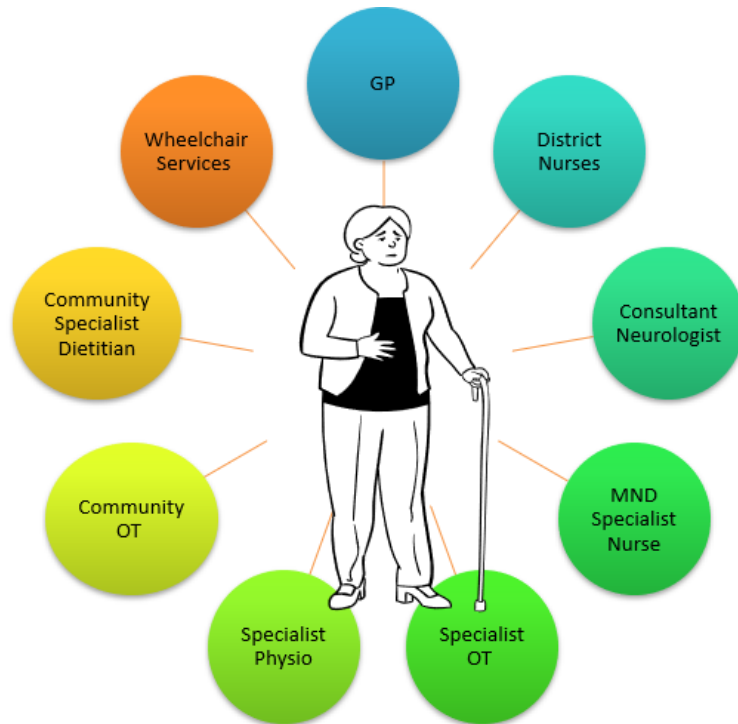 GP
District
Nurses
Consultant
Neurologist
MND
Specialist
Nurse
Specialist
OT
Specialist
Physio
Community
OT
Community
Specialist
Dietitian
Wheelchair
Services